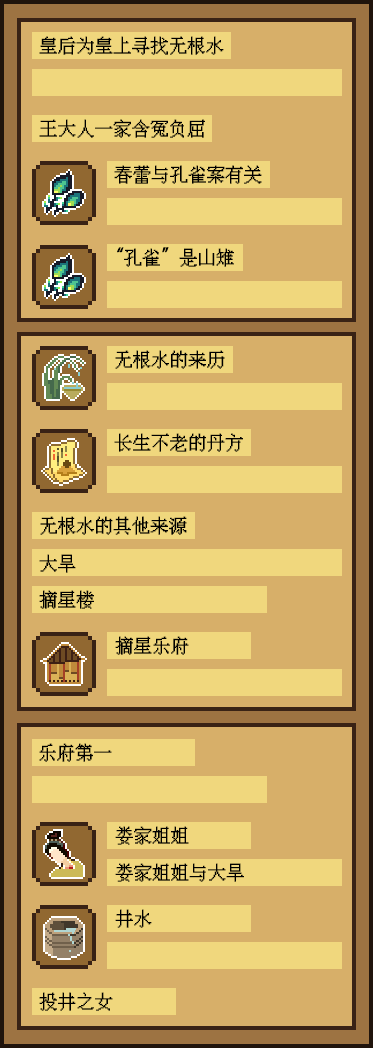 皇后为皇上寻找无根水
王大人一家含冤负屈
春蕾与孔雀案有关
“孔雀”是山雉
无根水的来历
长生不老的丹方
无根水的其他来源
大旱
摘星楼
摘星乐府
乐府第一
娄家姐姐
娄家姐姐与大旱
井水
投井之女